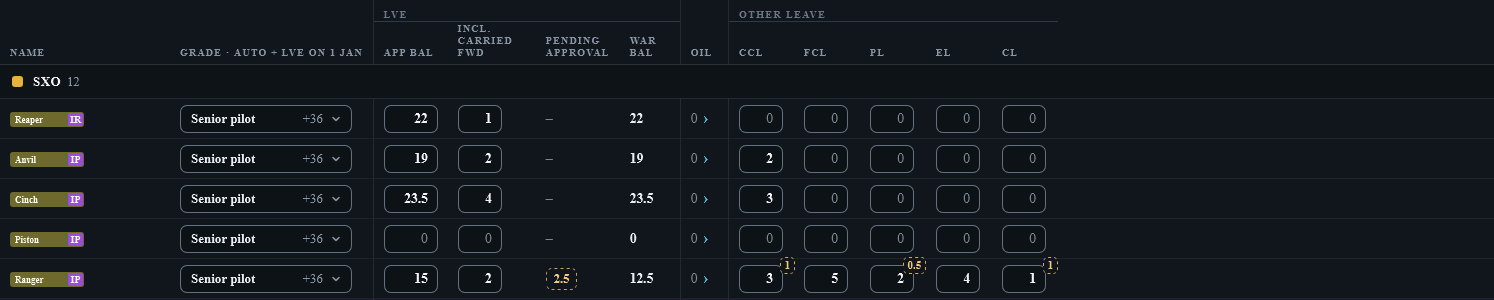 LVE
OTHER LEAVE
NAME GRADE · AUTO + LVE ON 1 JAN APP BAL INCL. CARRIED FWD PENDING APPROVAL WAR BAL OIL CCL FCL PL EL CL
SXO 12
Reaper IR Senior pilot +36 22 1 – 22 0 › 0 0 0 0 0
Anvil IP Senior pilot +36 19 2 – 19 0 › 2 0 0 0 0
Cinch IP Senior pilot +36 23.5 4 – 23.5 0 › 3 0 0 0 0
Piston IP Senior pilot +36 0 0 – 0 0 › 0 0 0 0 0
Ranger IP Senior pilot +36 15 2 2.5 12.5 0 › 3 1 5 2 0.5 4 1 1